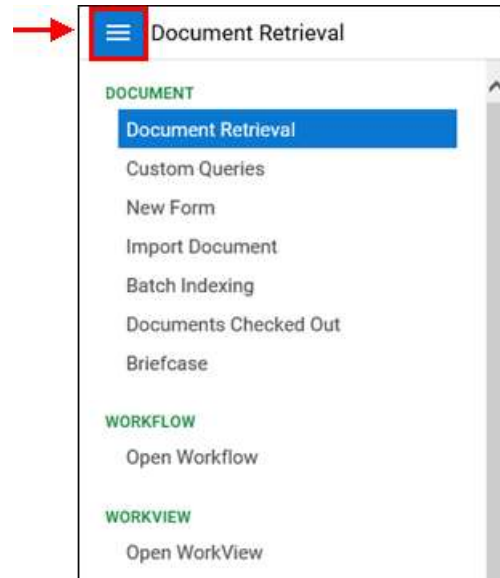 Document Retrieval
DOCUMENT
Document Retrieval
Custom Queries
New Form
Import Document
Batch Indexing
Documents Checked Out
Briefcase
WORKFLOW
Open Workflow
WORKVIEW
Open WorkView